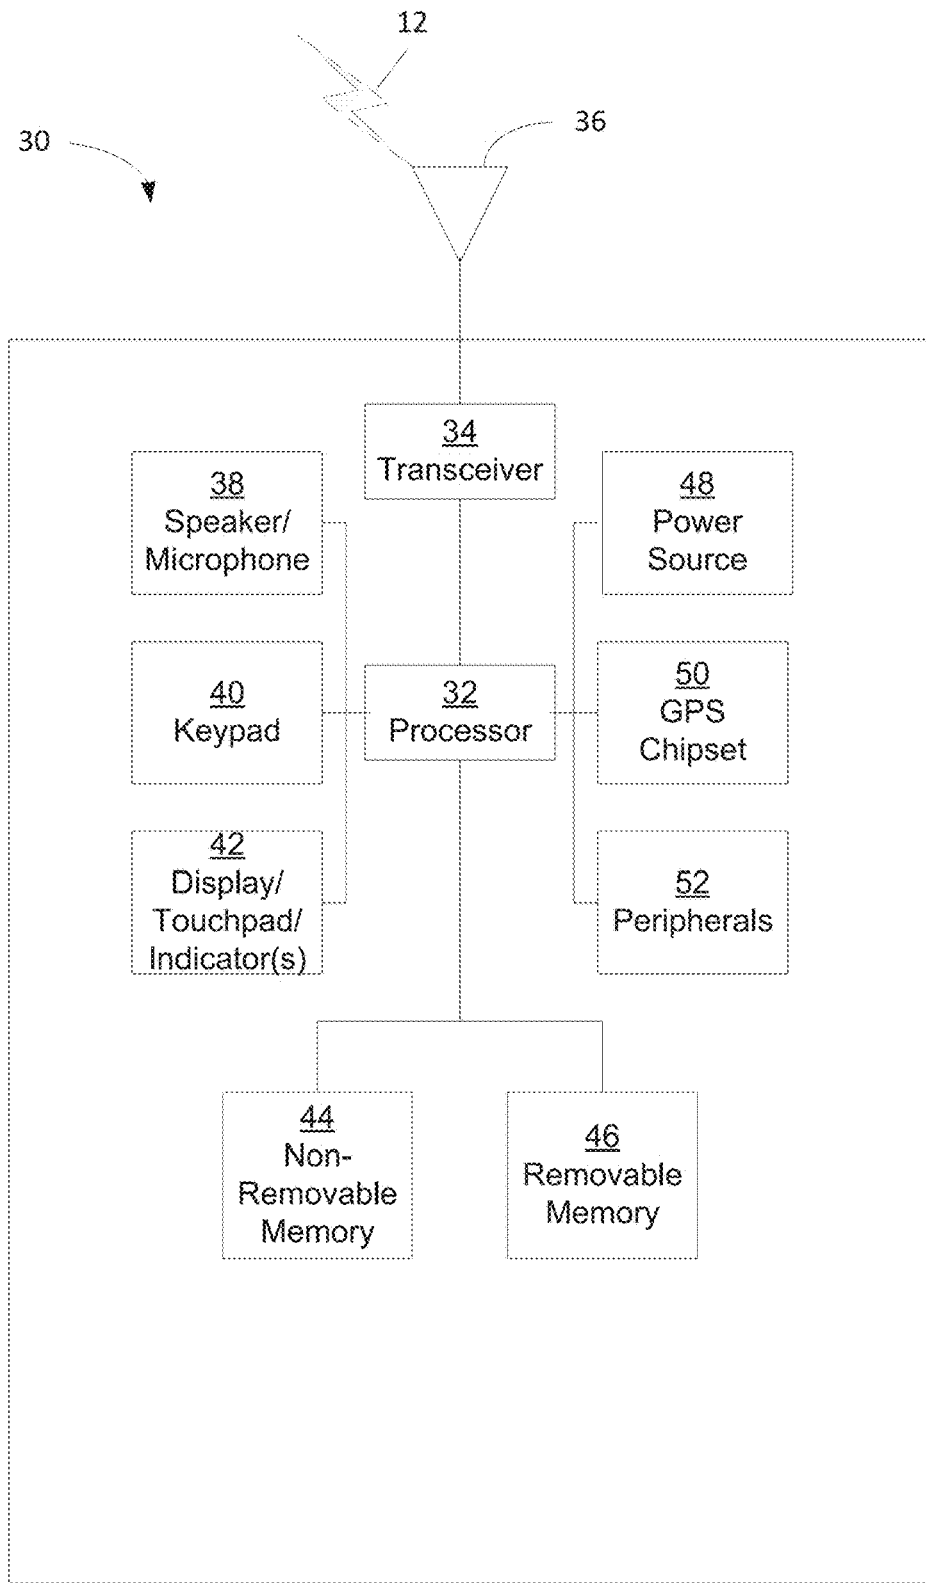 12
36
30
34
Transceiver
38
Speaker/
Microphone
48
Power
Source
40
Keypad
32
Processor
50
GPS
Chipset
42
Display/
Touchpad/
Indicator(s)
52
Peripherals
44
Non-
Removable
Memory
46
Removable
Memory